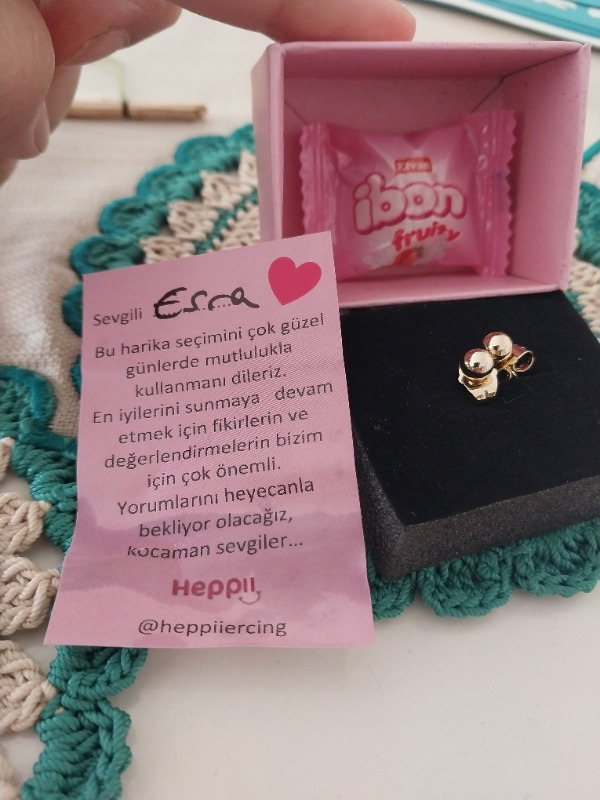 Kervan
ibon
fruity
Sevgili Esra
Bu harika seçimini çok güzel
günlerde mutlulukla
kullanmanı dileriz.
En iyilerini sunmaya devam
etmek için fikirlerin ve
değerlendirmelerin bizim
için çok önemli.
Yorumlarını heyecanla
bekliyor olacağız,
kocaman sevgiler...
Heppii
@heppiiercing